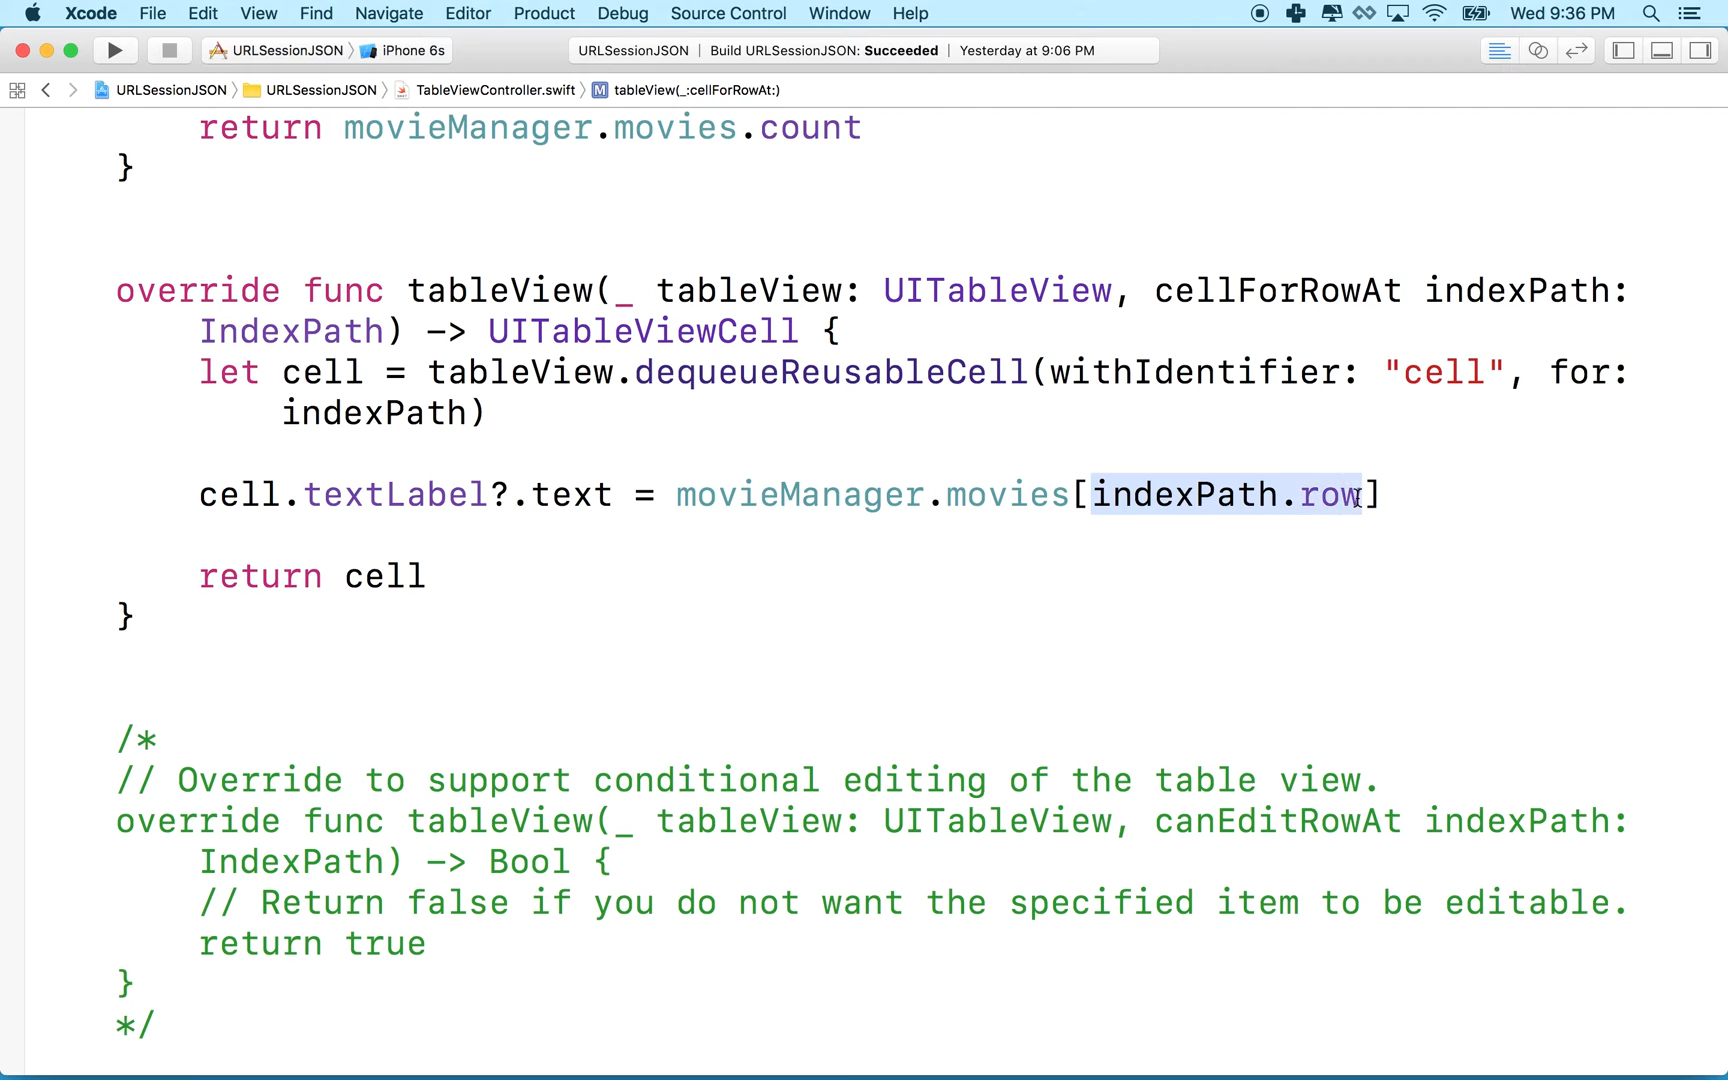 Xcode File Edit View Find Navigate Editor Product Debug Source Control Window Help Wed 9:36 PM
URLSessionJSON iPhone 6s URLSessionJSON | Build URLSessionJSON: Succeeded | Yesterday at 9:06 PM
URLSessionJSON URLSessionJSON TableViewController.swift M tableView(_:cellForRowAt:)
return movieManager.movies.count
}
override func tableView(_ tableView: UITableView, cellForRowAt indexPath:
IndexPath) -> UITableViewCell {
let cell = tableView.dequeueReusableCell(withIdentifier: "cell", for:
indexPath)
cell.textLabel?.text = movieManager.movies[indexPath.row]
return cell
}
/*
// Override to support conditional editing of the table view.
override func tableView(_ tableView: UITableView, canEditRowAt indexPath:
IndexPath) -> Bool {
// Return false if you do not want the specified item to be editable.
return true
}
*/